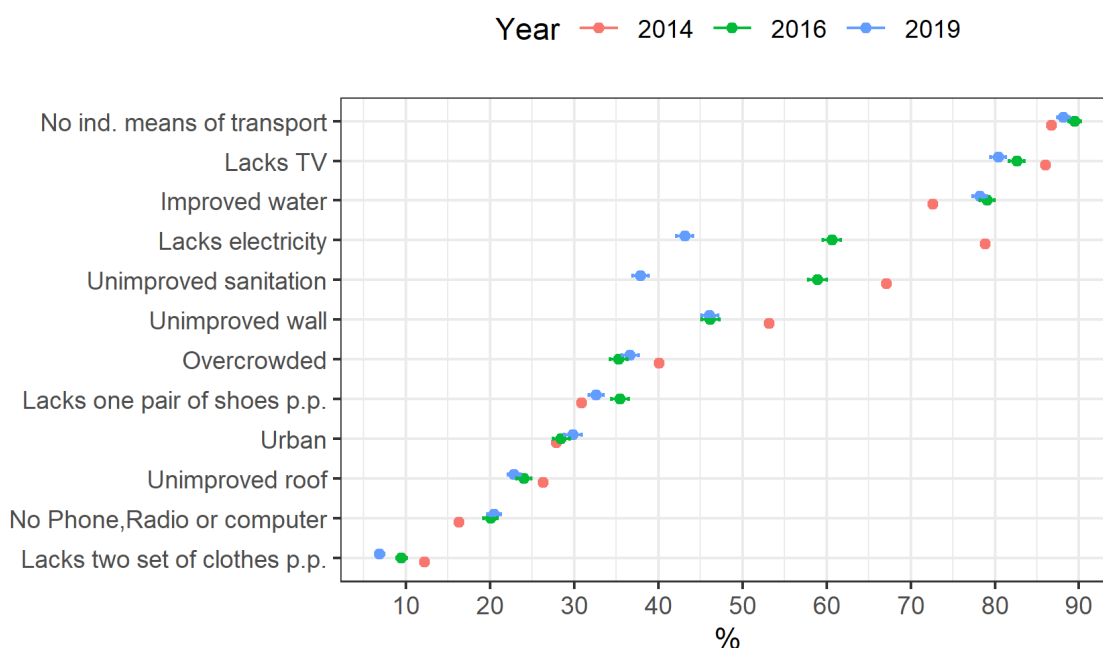 Year 2014 2016 2019
No ind. means of transport
Lacks TV
Improved water
Lacks electricity
Unimproved sanitation
Unimproved wall
Overcrowded
Lacks one pair of shoes p.p.
Urban
Unimproved roof
No Phone,Radio or computer
Lacks two set of clothes p.p.
10 20 30 40 50 60 70 80 90
%